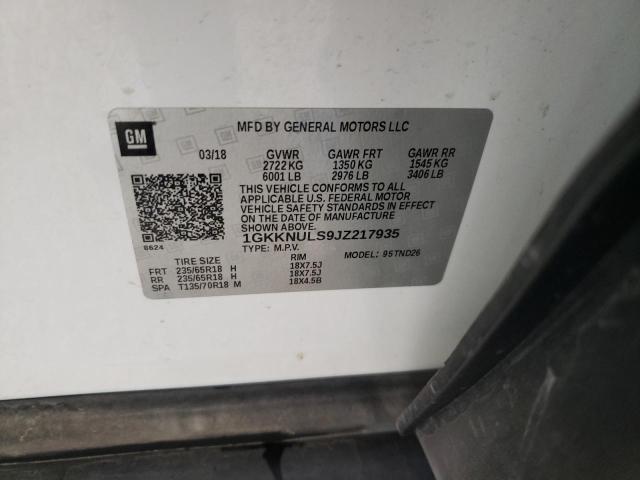 GM
MFD BY GENERAL MOTORS LLC
03/18 GVWR GAWR FRT GAWR RR
2722 KG 1350 KG 1545 KG
6001 LB 2976 LB 3406 LB
THIS VEHICLE CONFORMS TO ALL
APPLICABLE U.S. FEDERAL MOTOR
VEHICLE SAFETY STANDARDS IN
EFFECT ON THE DATE OF MANUFACTURE
SHOWN ABOVE.
1GKKNULS9JZ217935
8624
TYPE: M.P.V. MODEL: 95TND26
TIRE SIZE RIM
FRT 235/65R18 H 18X7.5J
RR 235/65R18 H 18X7.5J
SPA T135/70R18 M 18X4.5B